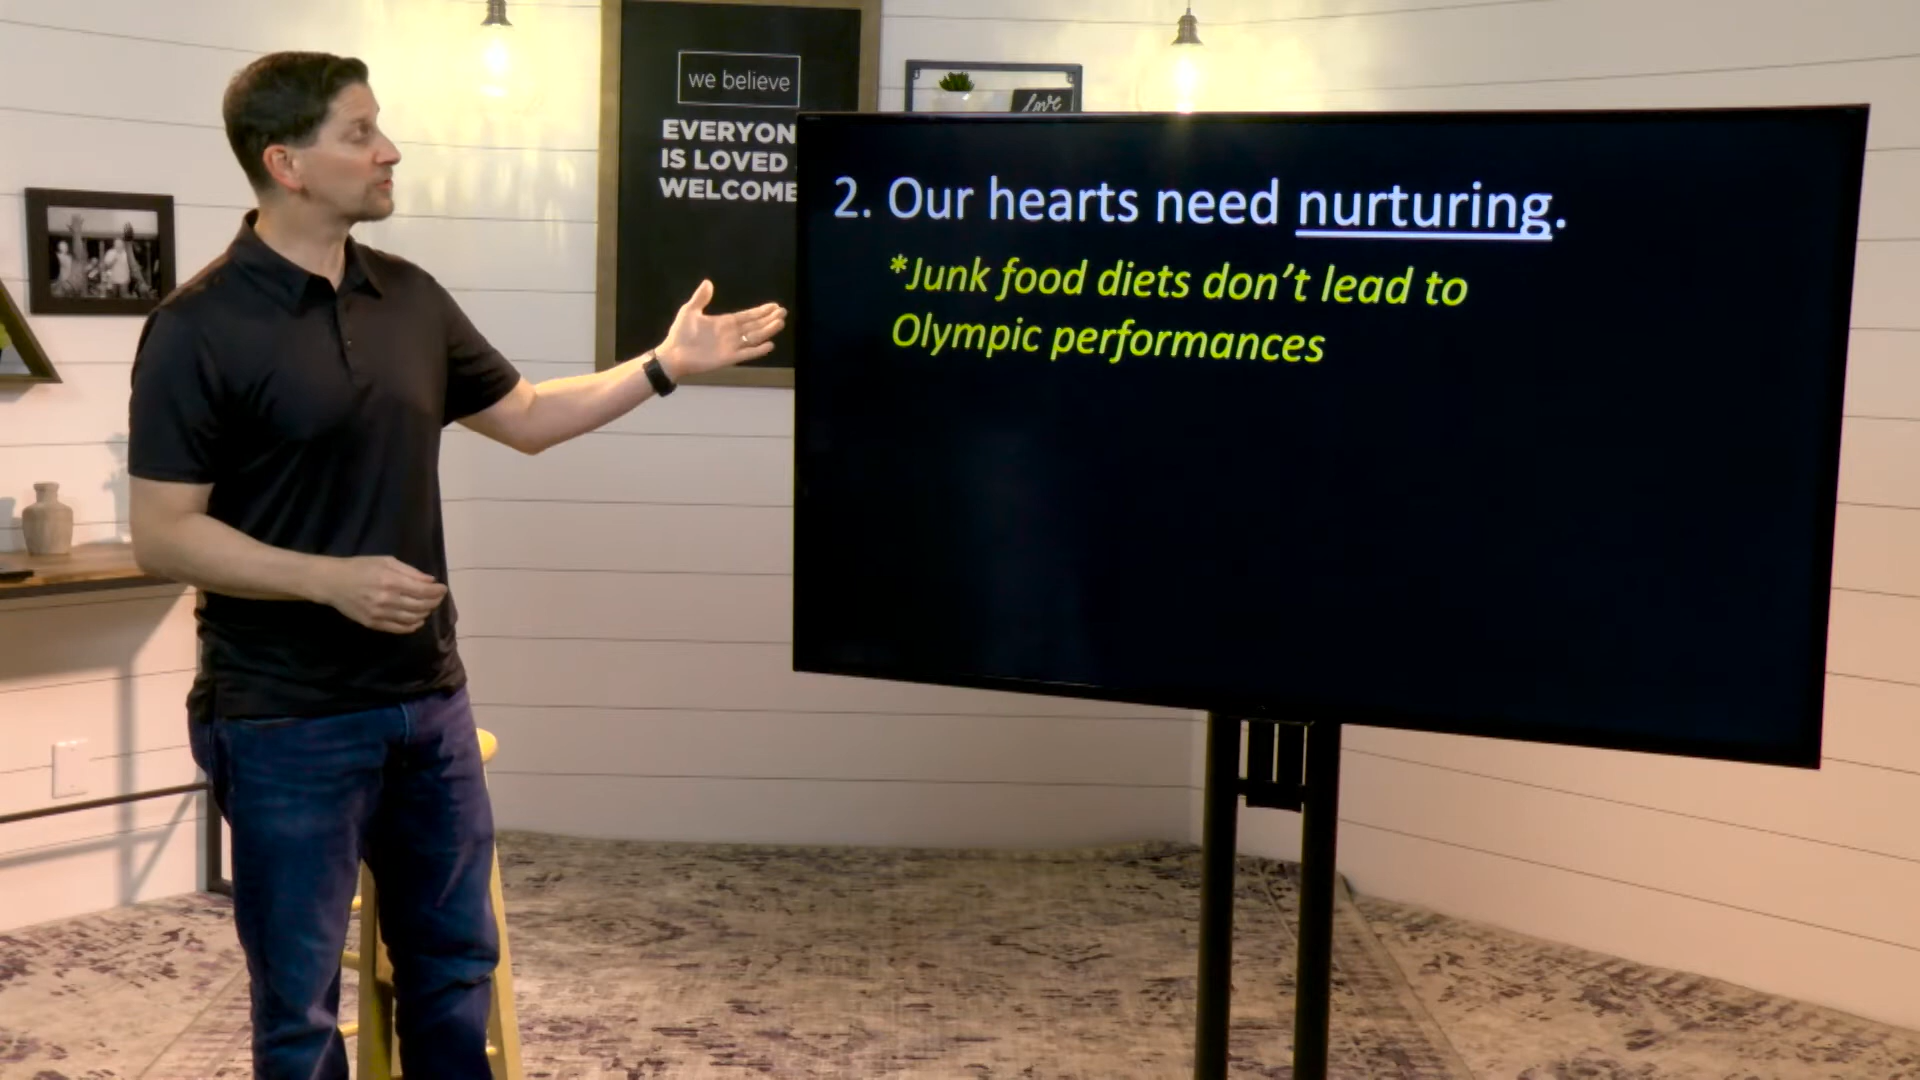 we believe
EVERYON
IS LOVED
WELCOME
love
2. Our hearts need nurturing.
*Junk food diets don't lead to
Olympic performances